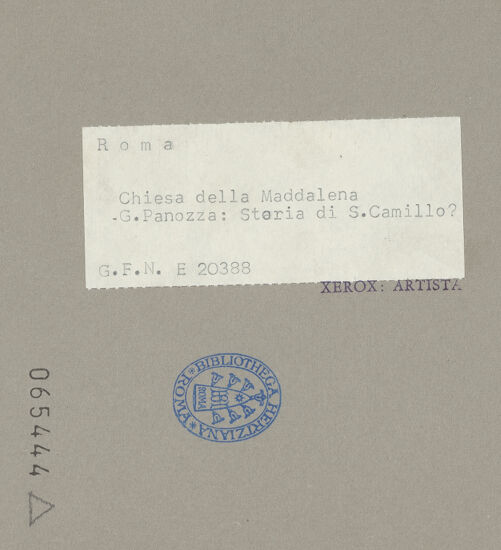 R o m a
Chiesa della Maddalena
-G.Panozza: Storia di S.Camillo?
G.F.N. E 20388
XEROX: ARTISTA
BIBLIOTHECA HERTZIANA * ROMA *
ROMA
065444